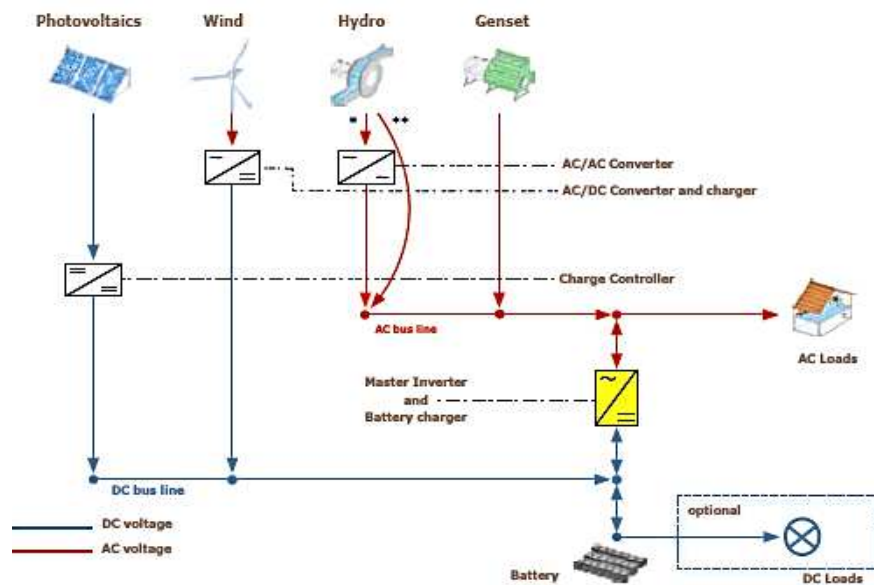 Photovoltaics Wind Hydro Genset
AC/AC Converter
AC/DC Converter and charger
Charge Controller
AC bus line
AC Loads
Master Inverter
and
Battery charger
DC bus line
DC voltage
AC voltage
optional
Battery
DC Loads